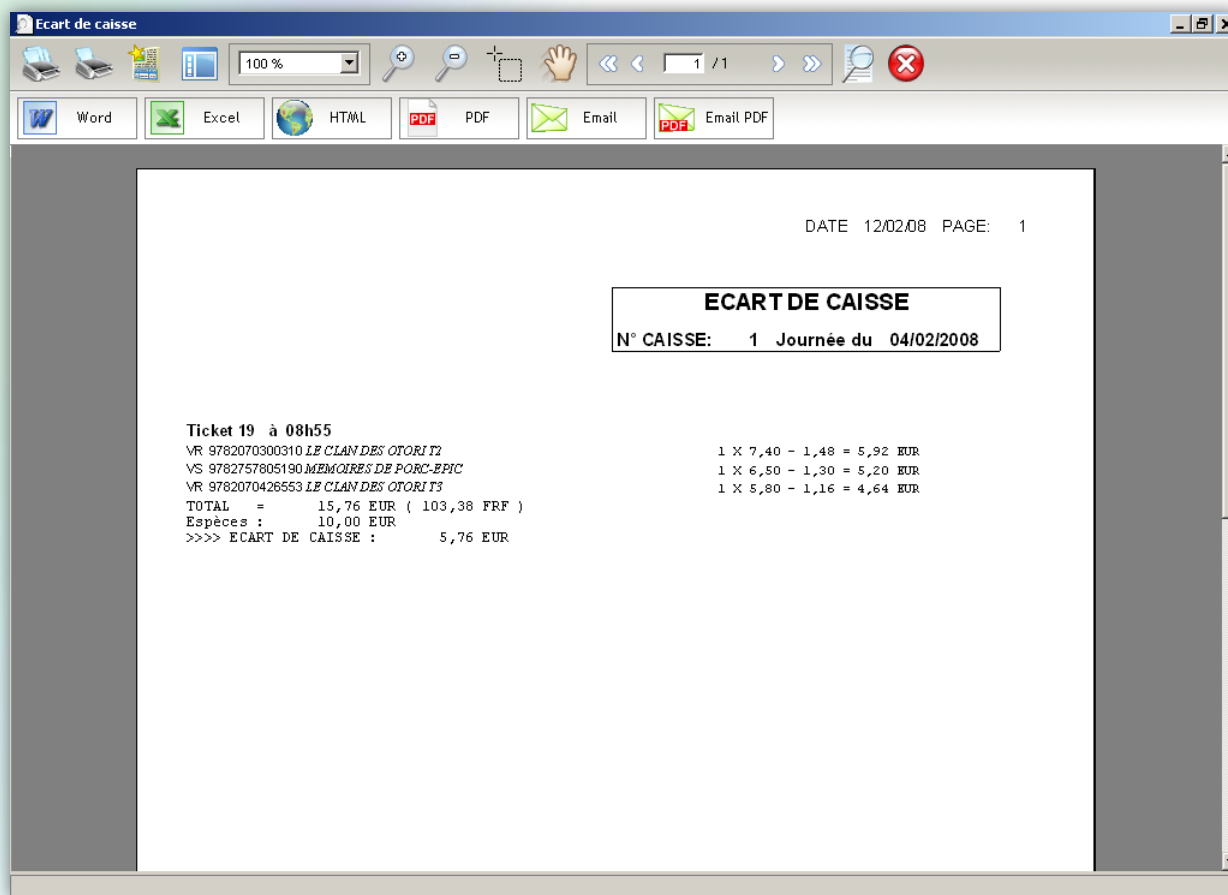 Ecart de caisse
100 % 1 /1
Word Excel HTML PDF PDF Email PDF Email PDF
DATE 12/02/08 PAGE: 1
ECART DE CAISSE
N° CAISSE: 1 Journée du 04/02/2008
Ticket 19 à 08h55
VR 9782070300310 LE CLAN DES OTORI T2 1 X 7,40 - 1,48 = 5,92 EUR
VS 9782757805190 MEMOIRES DE PORC-EPIC 1 X 6,50 - 1,30 = 5,20 EUR
VR 9782070426553 LE CLAN DES OTORI T3 1 X 5,80 - 1,16 = 4,64 EUR
TOTAL = 15,76 EUR ( 103,38 FRF )
Espèces : 10,00 EUR
>>>> ECART DE CAISSE : 5,76 EUR